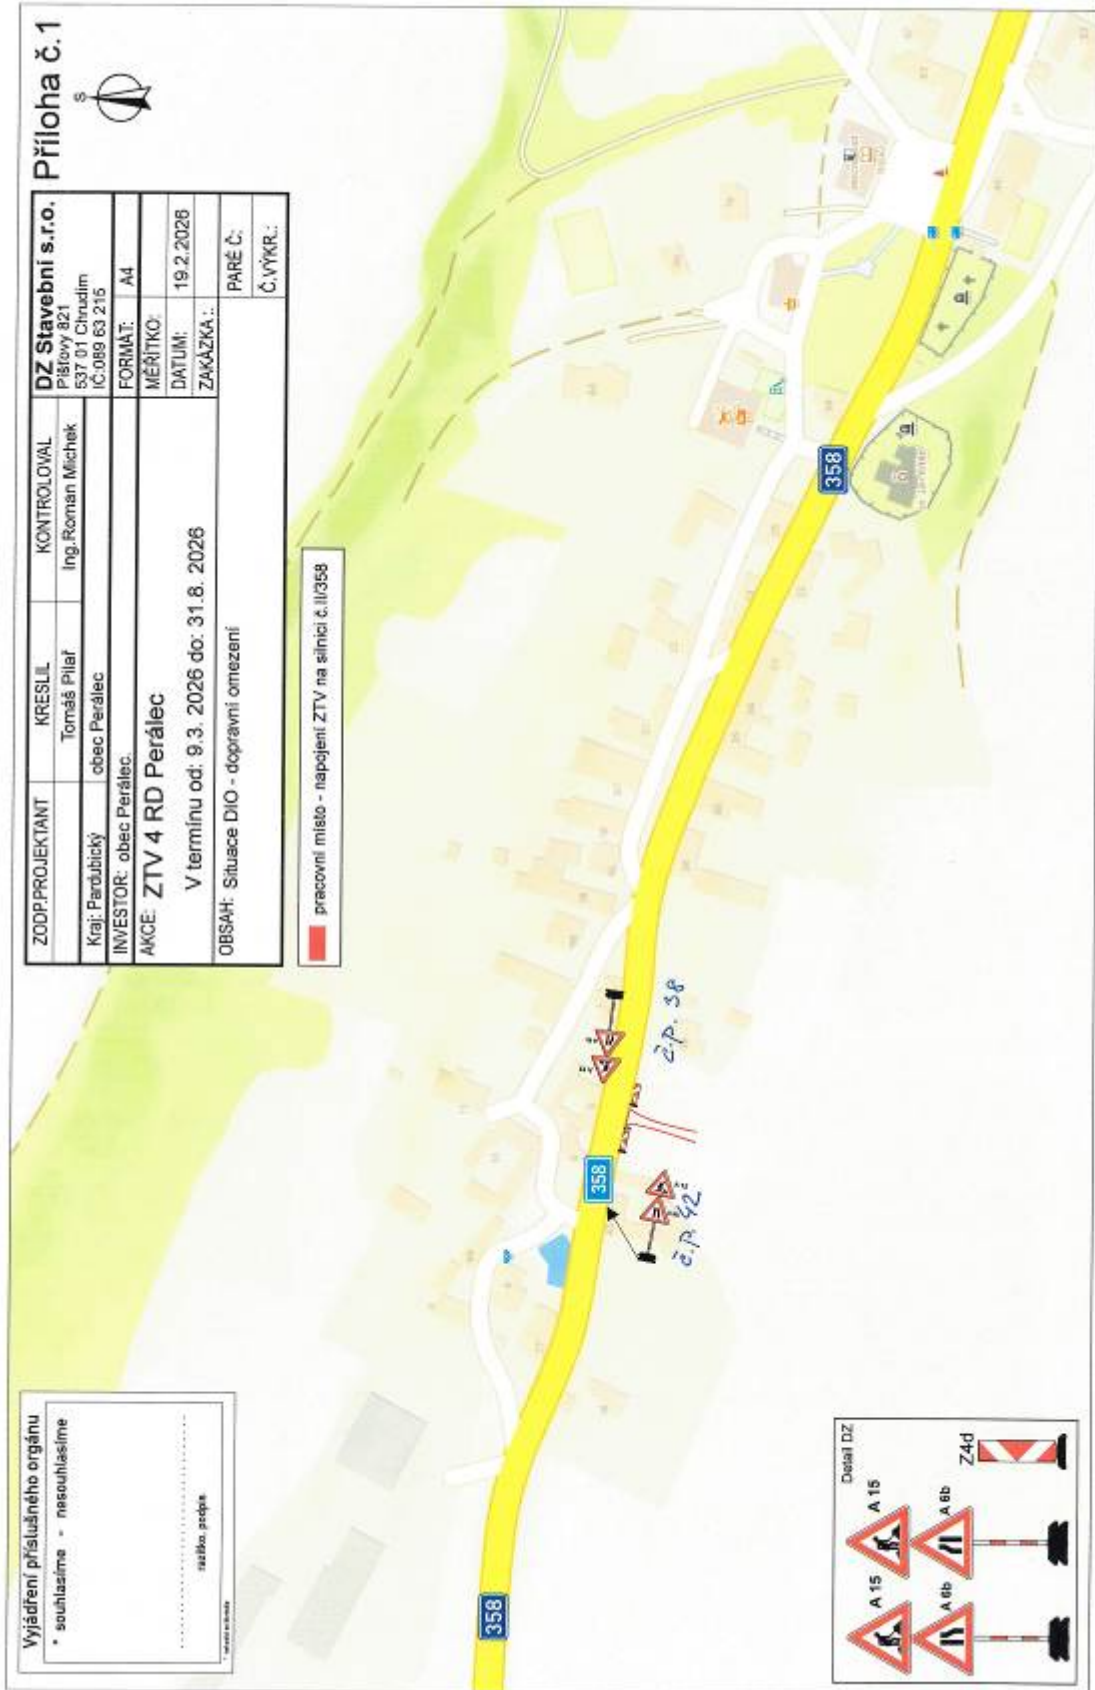 Příloha č.1
S
ZODP.PROJEKTANT KRESLIL KONTROLOVAL DZ Stavební s.r.o.
Tomáš Pilař Ing.Roman Michek
Píšťovy 821
537 01 Chrudim
IČ:089 63 215
Kraj: Pardubický obec Perálec
INVESTOR: obec Perálec. FORMÁT: A4
AKCE: ZTV 4 RD Perálec
MĚŘÍTKO:
V termínu od: 9.3. 2026 do: 31.8. 2026
DATUM: 19.2.2026
ZAKÁZKA.:
OBSAH: Situace DIO - dopravní omezení
PARÉ Č:
Č.VÝKR.:
pracovní místo - napojení ZTV na silnici č.II/358
Vyjádření příslušného orgánu
* souhlasíme - nesouhlasíme
razítko, podpis
358
358
358
č.p. 42
č.p. 38
Detail DZ
A 15
A 6b
A 15
A 6b
Z4d